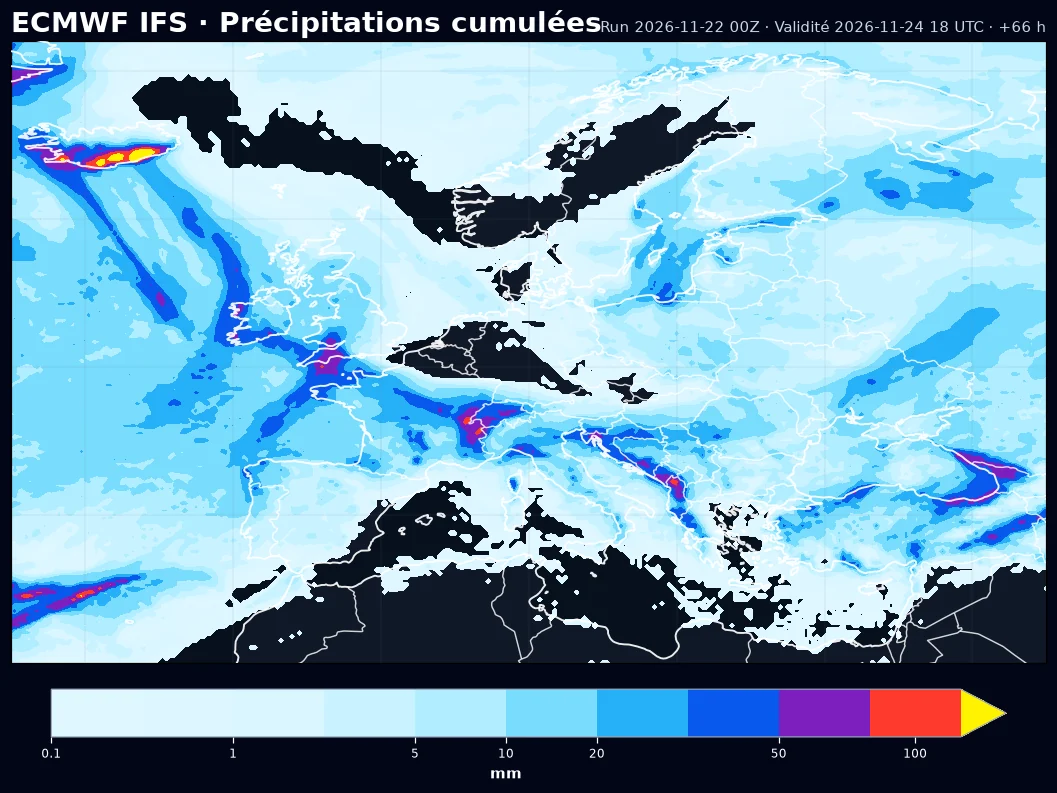 ECMWF IFS · Précipitations cumulées
Run 2026-11-22 00Z · Validité 2026-11-24 18 UTC · +66 h
0.1 1 5 10 20 50 100
mm